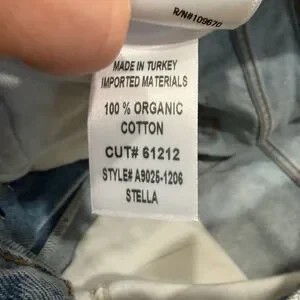 R/N#109670
MADE IN TURKEY
IMPORTED MATERIALS
100 % ORGANIC
COTTON
CUT# 61212
STYLE# A9025-1206
STELLA